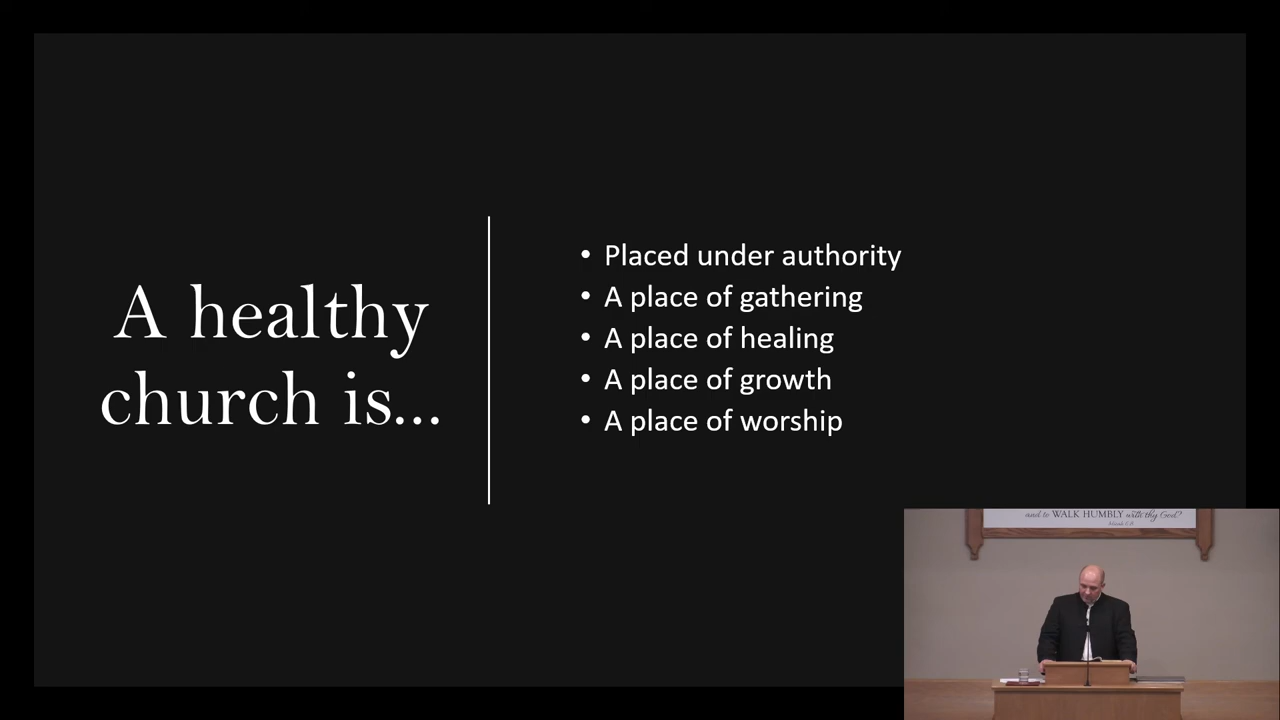 A healthy
church is...
• Placed under authority
• A place of gathering
• A place of healing
• A place of growth
• A place of worship
and to WALK HUMBLY with thy God?